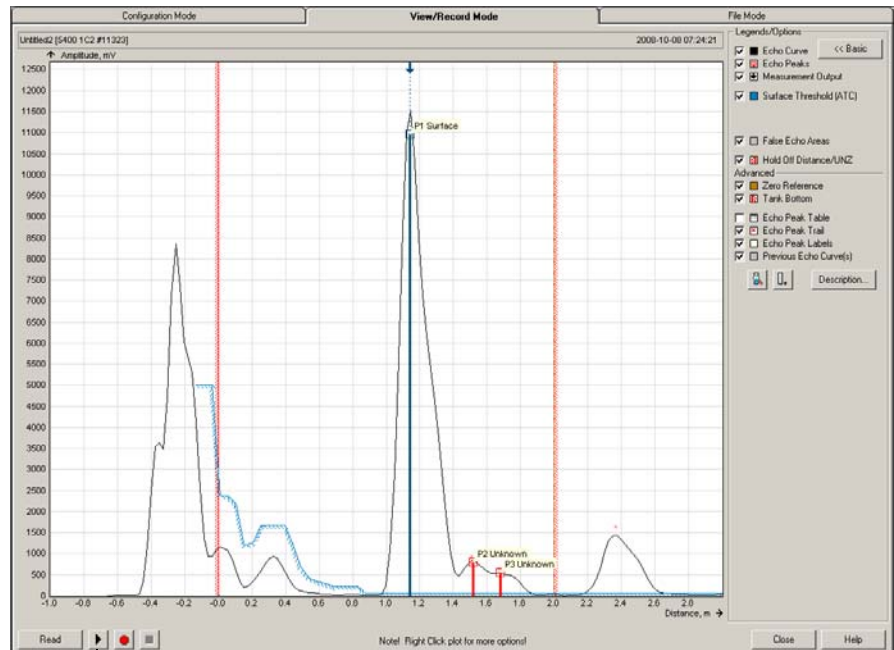 Configuration Mode
View/Record Mode
File Mode
Untitled2 [5400 1C2 #11323]
2008-10-08 07:24:21
Legends/Options
Amplitude, mV
<< Basic
Echo Curve
Echo Peaks
Measurement Output
Surface Threshold (ATC)
False Echo Areas
Hold Off Distance/UNZ
Advanced
Zero Reference
Tank Bottom
Echo Peak Table
Echo Peak Trail
Echo Peak Labels
Previous Echo Curve(s)
Description...
12500
12000
11500
11000
10500
10000
9500
9000
8500
8000
7500
7000
6500
6000
5500
5000
4500
4000
3500
3000
2500
2000
1500
1000
500
0
P1 Surface
P2 Unknown
P3 Unknown
-1.0 -0.8 -0.6 -0.4 -0.2 -0.0 0.2 0.4 0.6 0.8 1.0 1.2 1.4 1.6 1.8 2.0 2.2 2.4 2.6 2.8
Distance, m
Read
Note! Right Click plot for more options!
Close
Help